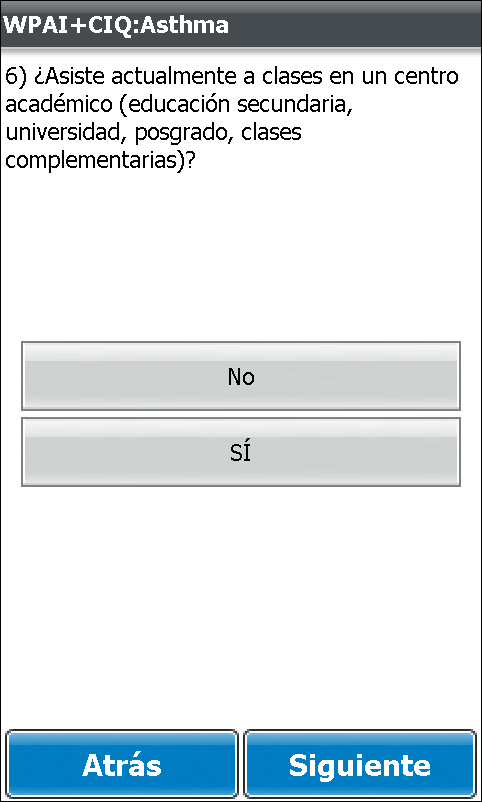 WPAI+CIQ:Asthma
6) ¿Asiste actualmente a clases en un centro
académico (educación secundaria,
universidad, posgrado, clases
complementarias)?
No
SÍ
Atrás
Siguiente